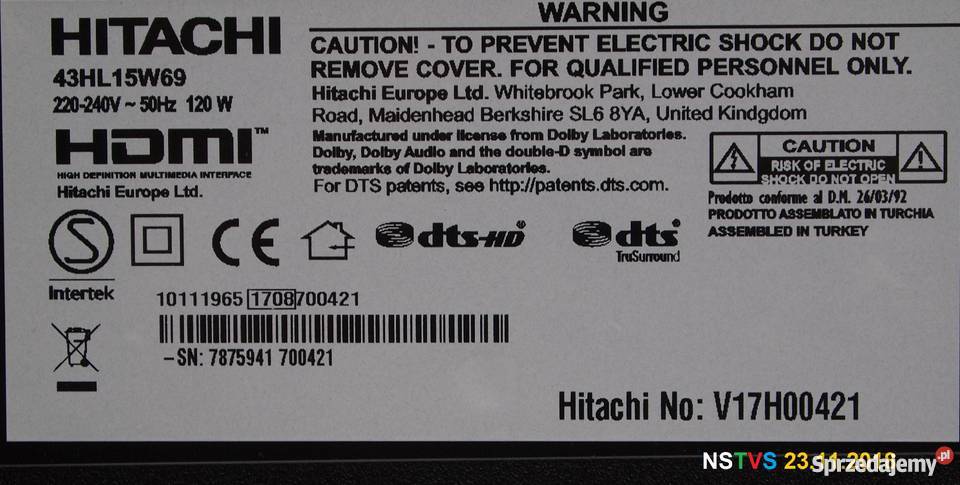 HITACHI
43HL15W69
220-240V ~ 50Hz 120 W
HDMI™
HIGH DEFINITION MULTIMEDIA INTERFACE
Hitachi Europe Ltd.
WARNING
CAUTION! - TO PREVENT ELECTRIC SHOCK DO NOT
REMOVE COVER. FOR QUALIFIED PERSONNEL ONLY.
Hitachi Europe Ltd. Whitebrook Park, Lower Cookham
Road, Maidenhead Berkshire SL6 8YA, United Kingdgom
Manufactured under license from Dolby Laboratories.
Dolby, Dolby Audio and the double-D symbol are
trademarks of Dolby Laboratories.
For DTS patents, see http://patents.dts.com.
CAUTION
RISK OF ELECTRIC
SHOCK DO NOT OPEN
Prodotto conforme al D.M. 26/03/92
PRODOTTO ASSEMBLATO IN TURCHIA
ASSEMBLED IN TURKEY
S
Intertek
CE
dts-HD
dts
TruSurround
10111965 1708700421
-SN: 7875941 700421
Hitachi No: V17H00421
NSTVS 23.11.2018
Sprzedajemy.pl